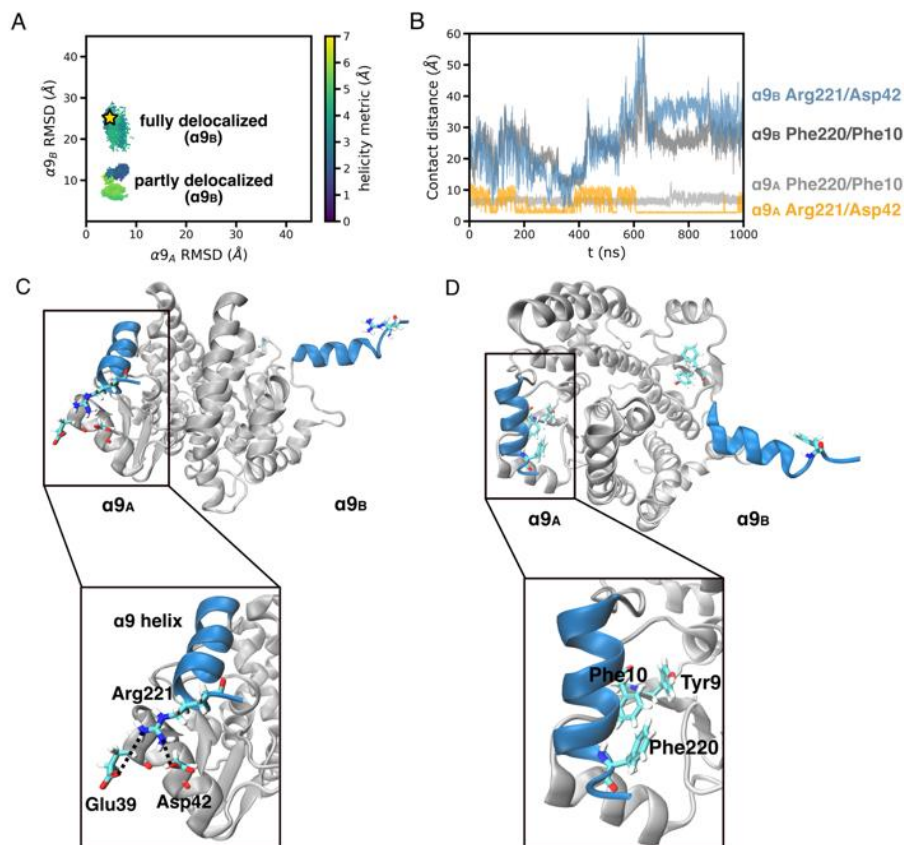 A
α9B RMSD (Å)
40
30
20
10
0
10
20
30
40
α9A RMSD (Å)
fully delocalized
(α9B)
partly delocalized
(α9B)
7
6
5
4
3
2
1
0
helicity metric (Å)
B
Contact distance (Å)
60
50
40
30
20
10
0
0
200
400
600
800
1000
t (ns)
α9B Arg221/Asp42
α9B Phe220/Phe10
α9A Phe220/Phe10
α9A Arg221/Asp42
C
α9A
α9B
α9 helix
Arg221
Glu39
Asp42
D
α9A
α9B
Phe10
Tyr9
Phe220